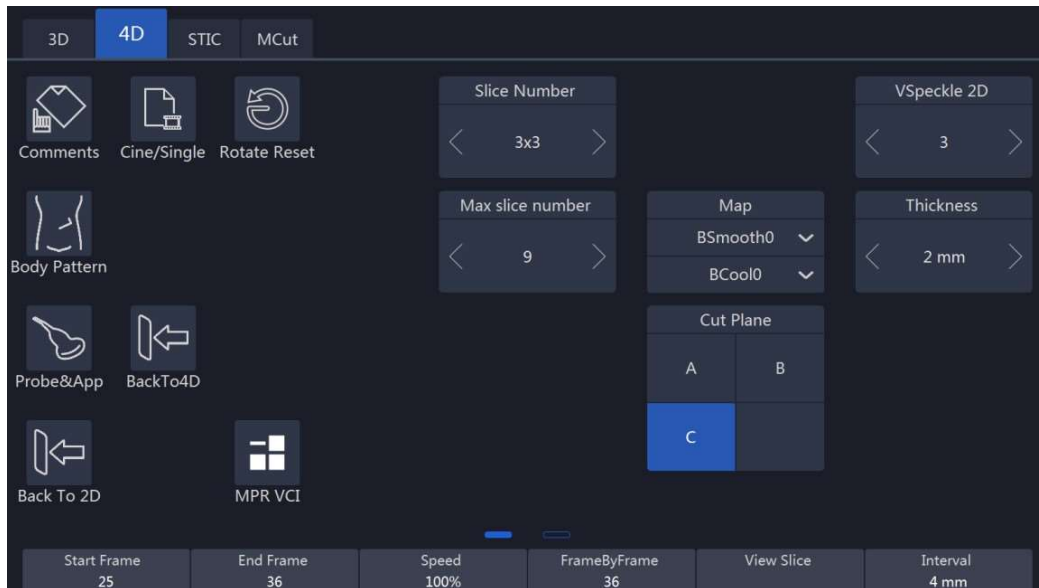 3D
4D
STIC
MCut
Comments
Cine/Single
Rotate Reset
Slice Number
3x3
VSpeckle 2D
3
Body Pattern
Max slice number
9
Map
BSmooth0
BCool0
Thickness
2 mm
Probe&App
BackTo4D
Cut Plane
A
B
C
Back To 2D
MPR VCI
Start Frame
25
End Frame
36
Speed
100%
FrameByFrame
36
View Slice
Interval
4 mm